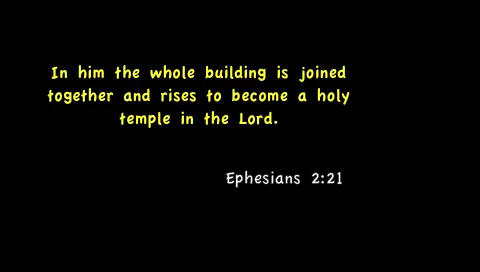 In him the whole building is joined
together and rises to become a holy
temple in the Lord.
Ephesians 2:21